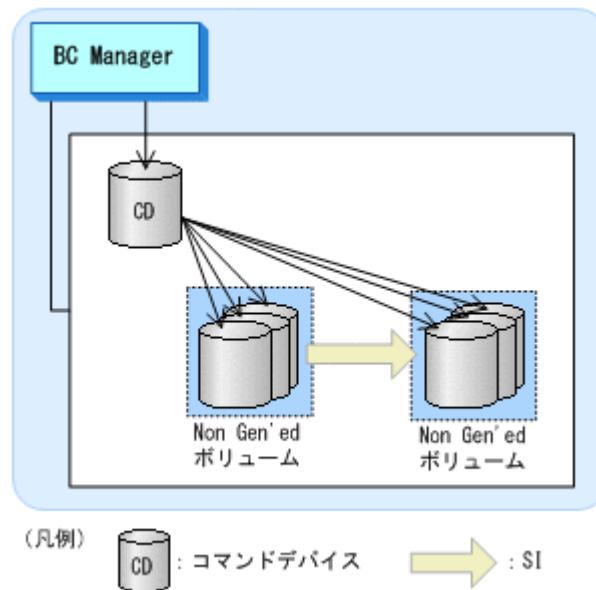 BC Manager
CD
Non Gen'ed
ボリューム
Non Gen'ed
ボリューム
(凡例)
CD
: コマンドデバイス
: SI